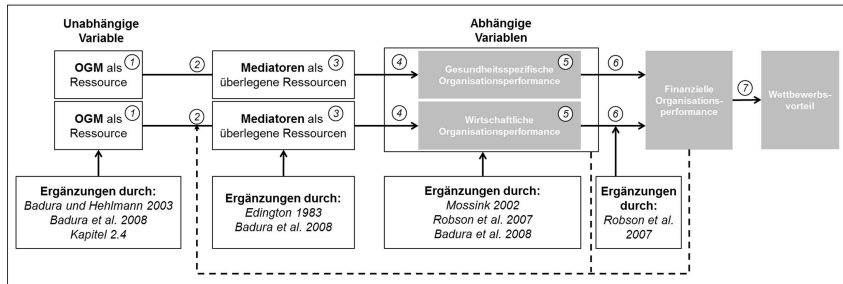 Unabhängige
Variable
Abhängige
Variablen
OGM als
Ressource
1
2
Mediatoren als
überlegene Ressourcen
3
4
Gesundheitsspezifische
Organisationsperformance
5
6
OGM als
Ressource
1
2
Mediatoren als
überlegene Ressourcen
3
4
Wirtschaftliche
Organisationsperformance
5
6
Finanzielle
Organisations-
performance
7
Wettbewerbs-
vorteil
Ergänzungen durch:
Badura und Hehlmann 2003
Badura et al. 2008
Kapitel 2.4
Ergänzungen durch:
Edington 1983
Badura et al. 2008
Ergänzungen durch:
Mossink 2002
Robson et al. 2007
Badura et al. 2008
Ergänzungen
durch:
Robson et al.
2007